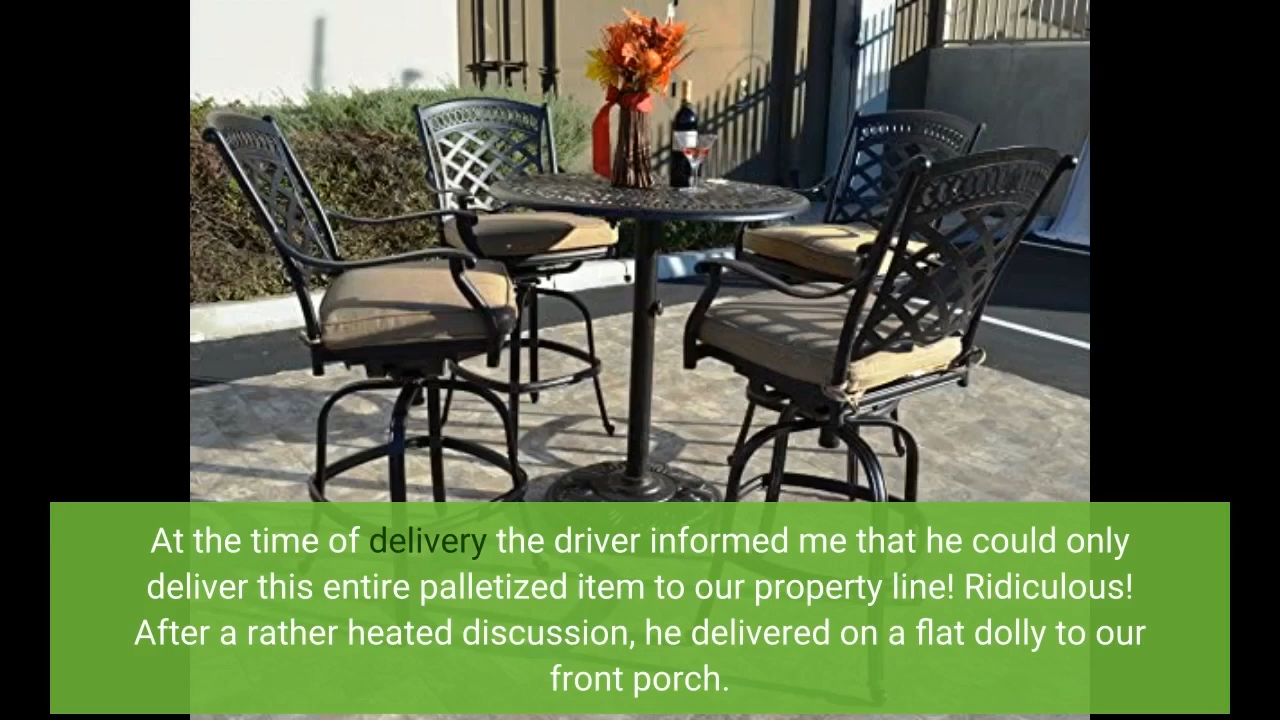 At the time of delivery the driver informed me that he could only
deliver this entire palletized item to our property line! Ridiculous!
After a rather heated discussion, he delivered on a flat dolly to our
front porch.